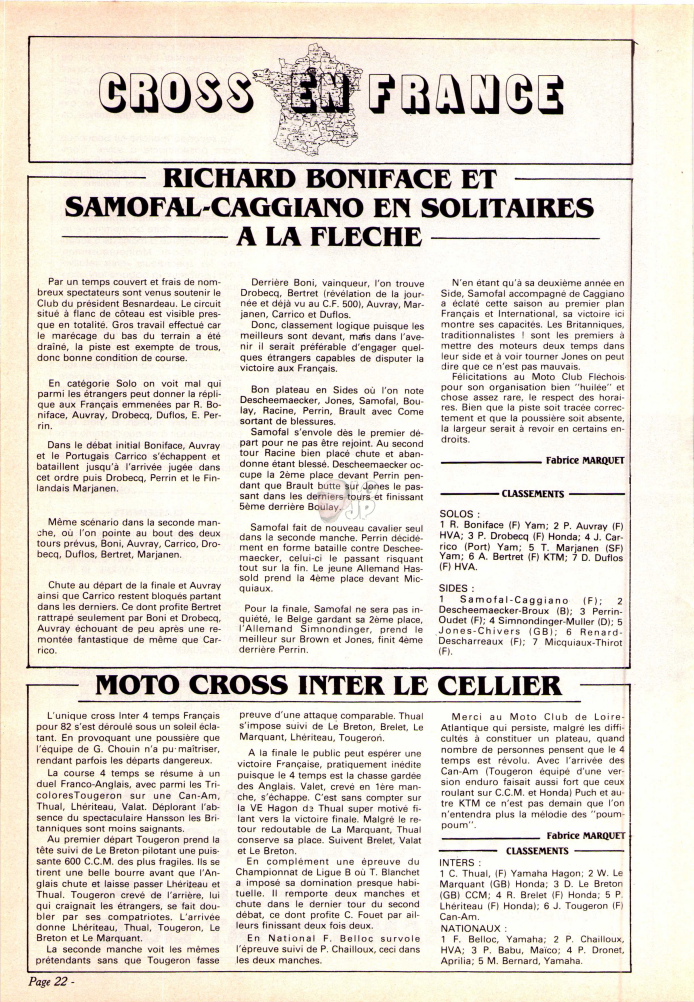 CROSS EN FRANCE
RICHARD BONIFACE ET
SAMOFAL-CAGGIANO EN SOLITAIRES
A LA FLECHE
Par un temps couvert et frais de nom-
breux spectateurs sont venus soutenir le
Club du président Besnardeau. Le circuit
situé à flanc de côteau est visible pres-
que en totalité. Gros travail effectué car
le marécage du bas du terrain a été
draîné, la piste est exempte de trous,
donc bonne condition de course.
En catégorie Solo on voit mal qui
parmi les étrangers peut donner la répli-
que aux Français emmenées par R. Bo-
niface, Auvray, Drobecq, Duflos, E. Per-
rin.
Dans le débat initial Boniface, Auvray
et le Portugais Carrico s'échappent et
bataillent jusqu'à l'arrivée jugée dans
cet ordre puis Drobecq, Perrin et le Fin-
landais Marjanen.
Même scénario dans la seconde man-
che, où l'on pointe au bout des deux
tours prévus, Boni, Auvray, Carrico, Dro-
becq, Duflos, Bertret, Marjanen.
Chute au départ de la finale et Auvray
ainsi que Carrico restent bloqués partant
dans les derniers. Ce dont profite Bertret
rattrapé seulement par Boni et Drobecq,
Auvray échouant de peu après une re-
montée fantastique de même que Car-
rico.
Derrière Boni, vainqueur, l'on trouve
Drobecq, Bertret (révélation de la jour-
née et déjà vu au C.F. 500), Auvray, Mar-
janen, Carrico et Duflos.
Donc, classement logique puisque les
meilleurs sont devant, mais dans l'ave-
nir il serait préférable d'engager quel-
ques étrangers capables de disputer la
victoire aux Français.
Bon plateau en Sides où l'on note
Descheemaecker, Jones, Samofal, Bou-
lay, Racine, Perrin, Brault avec Come
sortant de blessures.
Samofal s'envole dès le premier dé-
part pour ne pas être rejoint. Au second
tour Racine bien placé chute et aban-
donne étant blessé. Descheemaecker oc-
cupe la 2ème place devant Perrin pen-
dant que Brault butte sur Jones le pas-
sant dans les derniers tours et finissant
5ème derrière Boulay.
Samofal fait de nouveau cavalier seul
dans la seconde manche. Perrin décidé-
ment en forme bataille contre Deschee-
maecker, celui-ci le passant risquant
tout sur la fin. Le jeune Allemand Has-
sold prend la 4ème place devant Mic-
quiaux.
Pour la finale, Samofal ne sera pas in-
quiété, le Belge gardant sa 2ème place,
l'Allemand Simnondinger, prend le
meilleur sur Brown et Jones, finit 4ème
derrière Perrin.
N'en étant qu'à sa deuxième année en
Side, Samofal accompagné de Caggiano
a éclaté cette saison au premier plan
Français et International, sa victoire ici
montre ses capacités. Les Britanniques,
traditionnalistes ! sont les premiers à
mettre des moteurs deux temps dans
leur side et à voir tourner Jones on peut
dire que ce n'est pas mauvais.
Félicitations au Moto Club Fléchois
pour son organisation bien "huilée" et
chose assez rare, le respect des horai-
res. Bien que la piste soit tracée correc-
tement et que la poussière soit absente,
la largeur serait à revoir en certains en-
droits.
Fabrice MARQUET
CLASSEMENTS
SOLOS :
1 R. Boniface (F) Yam; 2 P. Auvray (F)
HVA; 3 P. Drobecq (F) Honda; 4 J. Car-
rico (Port) Yam; 5 T. Marjanen (SF)
Yam; 6 A. Bertret (F) KTM; 7 D. Duflos
(F) HVA.
SIDES :
1 Samofal-Caggiano (F); 2
Descheemaecker-Broux (B); 3 Perrin-
Oudet (F); 4 Simnondinger-Muller (D); 5
Jones-Chivers (GB); 6 Renard-
Descharreaux (F); 7 Micquiaux-Thirot
(F).
MOTO CROSS INTER LE CELLIER
L'unique cross Inter 4 temps Français
pour 82 s'est déroulé sous un soleil écla-
tant. En provoquant une poussière que
l'équipe de G. Chouin n'a pu maîtriser,
rendant parfois les départs dangereux.
La course 4 temps se résume à un
duel Franco-Anglais, avec parmi les Tri-
colores Tougeron sur une Can-Am,
Thual, Lhériteau, Valat. Déplorant l'ab-
sence du spectaculaire Hansson les Bri-
tanniques sont moins saignants.
Au premier départ Tougeron prend la
tête suivi de Le Breton pilotant une puis-
sante 600 C.C.M. des plus fragiles. Ils se
tirent une belle bourre avant que l'An-
glais chute et laisse passer Lhériteau et
Thual. Tougeron crevé de l'arrière, lui
qui craignait les étrangers, se fait dou-
bler par ses compatriotes. L'arrivée
donne Lhériteau, Thual, Tougeron, Le
Breton et Le Marquant.
La seconde manche voit les mêmes
prétendants sans que Tougeron fasse
preuve d'une attaque comparable. Thual
s'impose suivi de Le Breton, Brelet, Le
Marquant, Lhériteau, Tougeron.
A la finale le public peut espérer une
victoire Française, pratiquement inédite
puisque le 4 temps est la chasse gardée
des Anglais. Valet, crevé en 1ère man-
che, s'échappe. C'est sans compter sur
la VE Hagon de Thual super motivé fi-
lant vers la victoire finale. Malgré le re-
tour redoutable de La Marquant, Thual
conserve sa place. Suivent Brelet, Valat
et Le Breton.
En complément une épreuve du
Championnat de Ligue B où T. Blanchet
a imposé sa domination presque habi-
tuelle. Il remporte deux manches et
chute dans le dernier tour du second
débat, ce dont profite C. Fouet par ail-
leurs finissant deux fois deux.
En National F. Belloc survole
l'épreuve suivi de P. Chailloux, ceci dans
les deux manches.
Merci au Moto Club de Loire-
Atlantique qui persiste, malgré les diffi-
cultés à constituer un plateau, quand
nombre de personnes pensent que le 4
temps est révolu. Avec l'arrivée des
Can-Am (Tougeron équipé d'une ver-
sion enduro faisait aussi fort que ceux
roulant sur C.C.M. et Honda) Puch et au-
tre KTM ce n'est pas demain que l'on
n'entendra plus la mélodie des "poum-
poum".
Fabrice MARQUET
CLASSEMENTS
INTERS :
1 C. Thual, (F) Yamaha Hagon; 2 W. Le
Marquant (GB) Honda; 3 D. Le Breton
(GB) CCM; 4 R. Brelet (F) Honda; 5 P.
Lhériteau (F) Honda; 6 J. Tougeron (F)
Can-Am.
NATIONAUX :
1 F. Belloc, Yamaha; 2 P. Chailloux,
HVA; 3 P. Babu, Maïco; 4 P. Dronet,
Aprilia; 5 M. Bernard, Yamaha.
Page 22 -